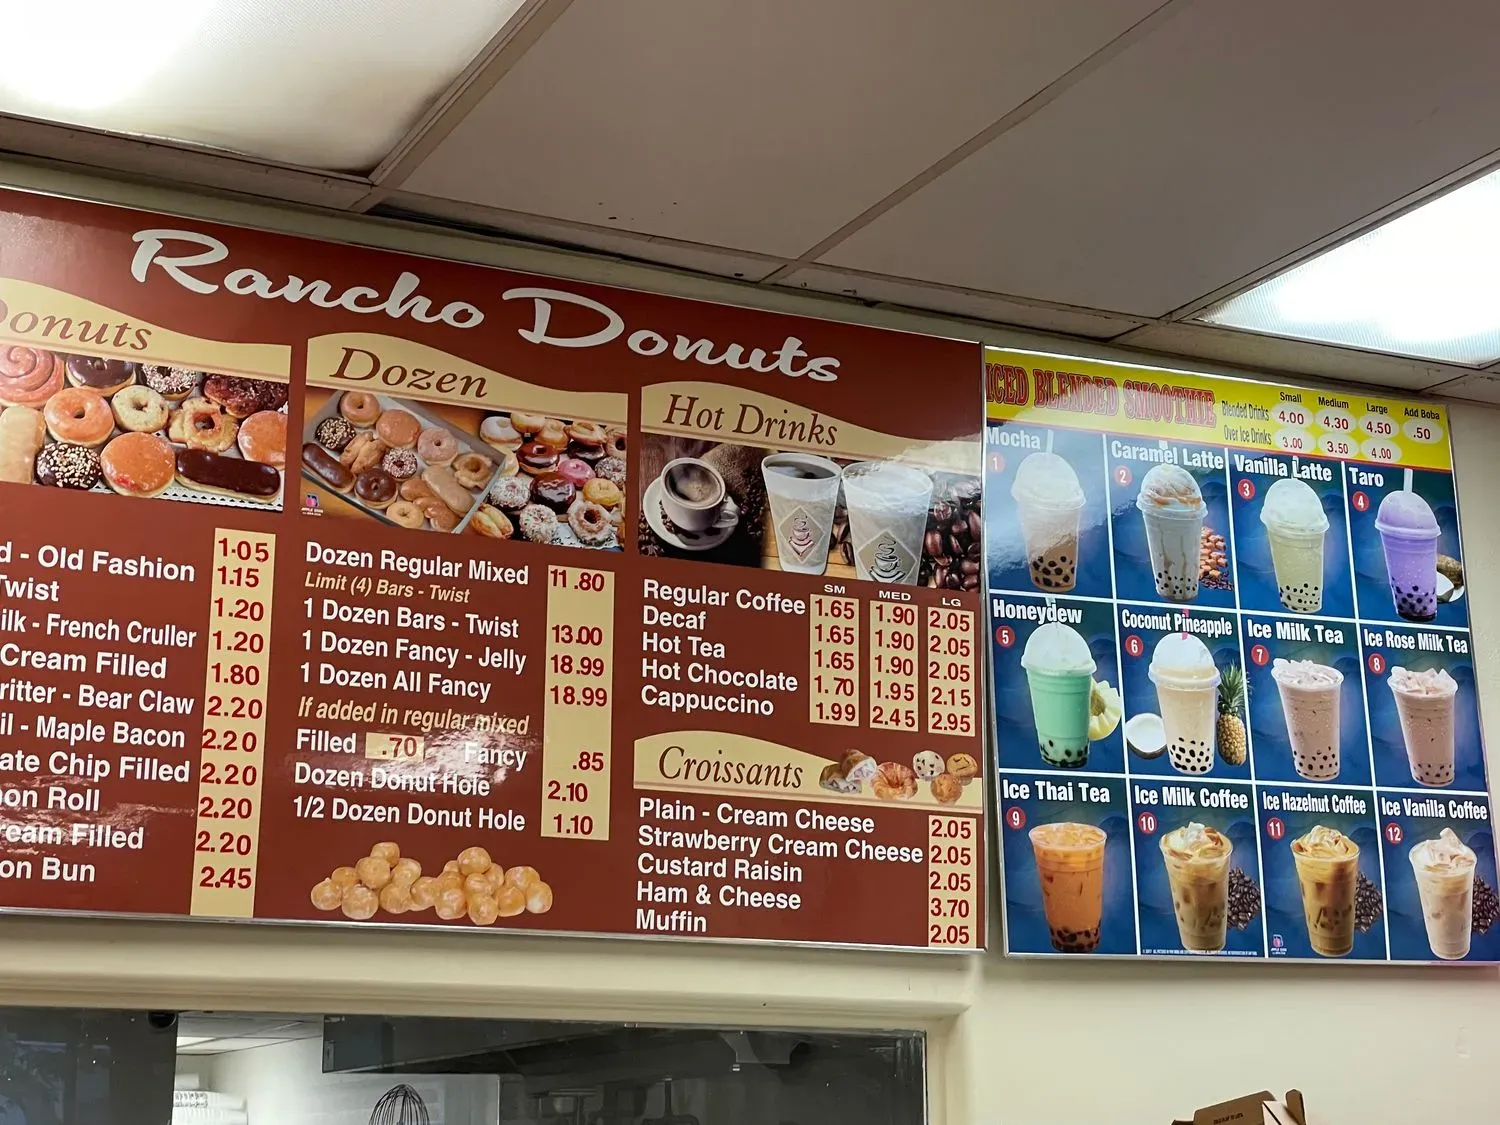 Rancho Donuts
Donuts
d - Old Fashion 1.05
Twist 1.15
ilk - French Cruller 1.20
Cream Filled 1.20
ritter - Bear Claw 1.80
il - Maple Bacon 2.20
ate Chip Filled 2.20
on Roll 2.20
ream Filled 2.20
on Bun 2.20
2.45
Dozen
Dozen Regular Mixed 11.80
Limit (4) Bars - Twist
1 Dozen Bars - Twist 13.00
1 Dozen Fancy - Jelly 18.99
1 Dozen All Fancy 18.99
If added in regular mixed
Filled .70 Fancy .85
Dozen Donut Hole 2.10
1/2 Dozen Donut Hole 1.10
Hot Drinks
SM MED LG
Regular Coffee 1.65 1.90 2.05
Decaf 1.65 1.90 2.05
Hot Tea 1.65 1.90 2.05
Hot Chocolate 1.70 1.95 2.15
Cappuccino 1.99 2.45 2.95
Croissants
Plain - Cream Cheese 2.05
Strawberry Cream Cheese 2.05
Custard Raisin 2.05
Ham & Cheese 3.70
Muffin 2.05
ICED BLENDED SMOOTHIE
Small Medium Large Add Boba
Blended Drinks 4.00 4.30 4.50 .50
Over Ice Drinks 3.00 3.50 4.00
Mocha
1
Caramel Latte
2
Vanilla Latte
3
Taro
4
Honeydew
5
Coconut Pineapple
6
Ice Milk Tea
7
Ice Rose Milk Tea
8
Ice Thai Tea
9
Ice Milk Coffee
10
Ice Hazelnut Coffee
11
Ice Vanilla Coffee
12